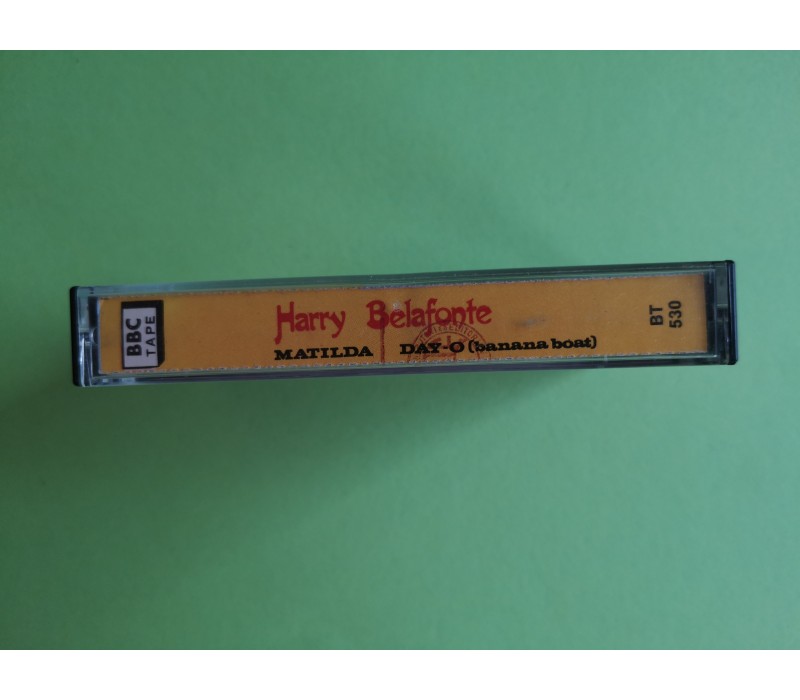 BBC
TAPE
Harry Belafonte
MATILDA DAY-O (banana boat)
BT
530